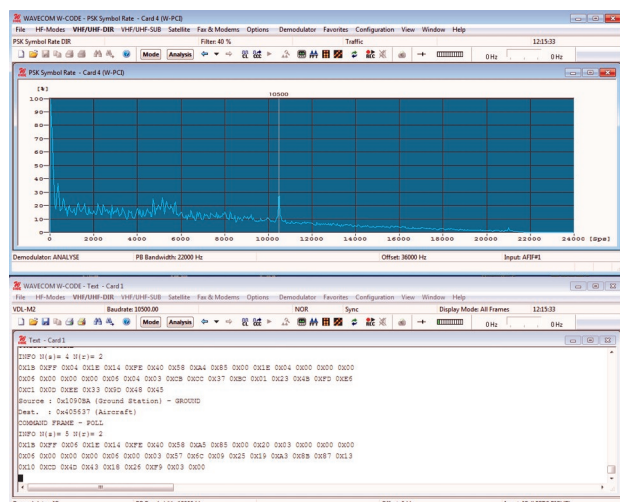 WAVECOM W-CODE - PSK Symbol Rate - Card 4 (W-PCI)
File HF-Modes VHF/UHF-DIR VHF/UHF-SUB Satellite Fax & Modems Options Demodulator Favorites Configuration View Window Help
PSK Symbol Rate DIR Filter: 40 % Traffic 12:15:33
Mode Analysis 0 Hz 0 Hz
PSK Symbol Rate - Card 4 (W-PCI)
[%]
10500
100
90
80
70
60
50
40
30
20
10
0
0 2000 4000 6000 8000 10000 12000 14000 16000 18000 20000 22000 24000 [Sps]
Demodulator: ANALYSE PB Bandwidth: 22000 Hz Offset: 36000 Hz Input: AFIF#1
WAVECOM W-CODE - Text - Card 1
File HF-Modes VHF/UHF-DIR VHF/UHF-SUB Satellite Fax & Modems Options Demodulator Favorites Configuration View Window Help
VDL-M2 Baudrate: 10500.00 NOR Sync Display Mode: All Frames 12:15:33
Mode Analysis 0 Hz 0 Hz
Text - Card 1
INFO N(s)= 4 N(r)= 2
0X1B 0XFF 0X04 0X1E 0X14 0XFE 0X40 0X58 0XA4 0X85 0X00 0X1E 0X04 0X00 0X00 0X00
0X06 0X00 0X00 0X00 0X06 0X04 0X03 0XCB 0XCC 0X37 0XBC 0X01 0X23 0X4B 0XFD 0XE6
0XC1 0X0D 0XEE 0X33 0X9D 0X48 0X45
Source : 0x1090BA (Ground Station) - GROUND
Dest. : 0x405637 (Aircraft)
COMMAND FRAME - POLL
INFO N(s)= 5 N(r)= 2
0X1B 0XFF 0X06 0X1E 0X14 0XFE 0X40 0X58 0XA5 0X85 0X00 0X20 0X03 0X00 0X00 0X00
0X06 0X00 0X00 0X00 0X06 0X03 0X57 0X6C 0X09 0X25 0X19 0XA3 0X8B 0X87 0X13
0X10 0XCD 0X4D 0X43 0X18 0X26 0XF9 0X03 0X00